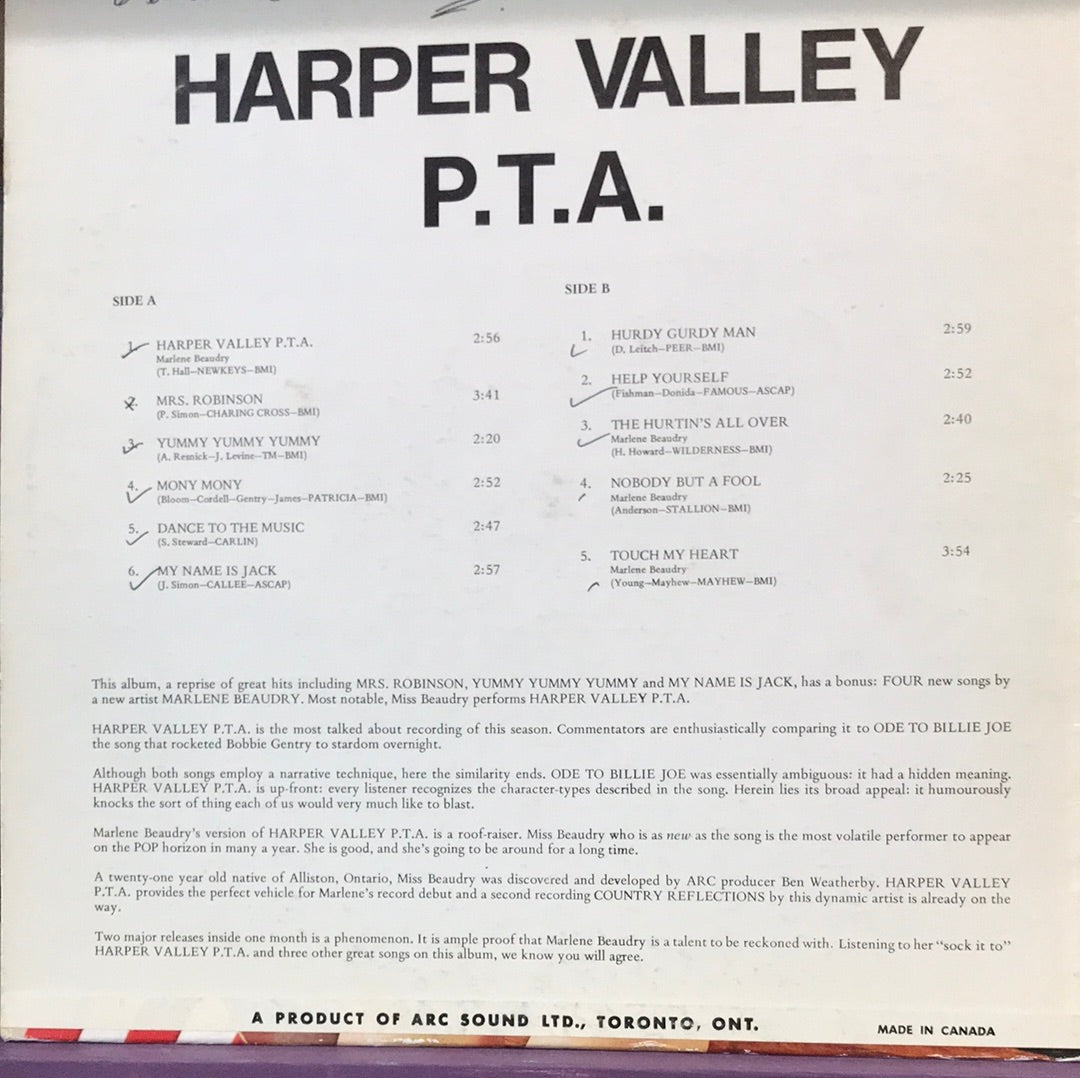 HARPER VALLEY
P.T.A.
SIDE A
1. HARPER VALLEY P.T.A. 2:56
Marlene Beaudry
(T. Hall—NEWKEYS—BMI)
2. MRS. ROBINSON 3:41
(P. Simon—CHARING CROSS—BMI)
3. YUMMY YUMMY YUMMY 2:20
(A. Resnick—J. Levine—TM—BMI)
4. MONY MONY 2:52
(Bloom—Cordell—Gentry—James—PATRICIA—BMI)
5. DANCE TO THE MUSIC 2:47
(S. Steward—CARLIN)
6. MY NAME IS JACK 2:57
(J. Simon—CALLEE—ASCAP)
SIDE B
1. HURDY GURDY MAN 2:59
(D. Leitch—PEER—BMI)
2. HELP YOURSELF 2:52
(Fishman—Donida—FAMOUS—ASCAP)
3. THE HURTIN'S ALL OVER 2:40
Marlene Beaudry
(H. Howard—WILDERNESS—BMI)
4. NOBODY BUT A FOOL 2:25
Marlene Beaudry
(Anderson—STALLION—BMI)
5. TOUCH MY HEART 3:54
Marlene Beaudry
(Young—Mayhew—MAYHEW—BMI)
This album, a reprise of great hits including MRS. ROBINSON, YUMMY YUMMY YUMMY and MY NAME IS JACK, has a bonus: FOUR new songs by
a new artist MARLENE BEAUDRY. Most notable, Miss Beaudry performs HARPER VALLEY P.T.A.
HARPER VALLEY P.T.A. is the most talked about recording of this season. Commentators are enthusiastically comparing it to ODE TO BILLIE JOE
the song that rocketed Bobbie Gentry to stardom overnight.
Although both songs employ a narrative technique, here the similarity ends. ODE TO BILLIE JOE was essentially ambiguous: it had a hidden meaning.
HARPER VALLEY P.T.A. is up-front: every listener recognizes the character-types described in the song. Herein lies its broad appeal: it humourously
knocks the sort of thing each of us would very much like to blast.
Marlene Beaudry's version of HARPER VALLEY P.T.A. is a roof-raiser. Miss Beaudry who is as new as the song is the most volatile performer to appear
on the POP horizon in many a year. She is good, and she's going to be around for a long time.
A twenty-one year old native of Alliston, Ontario, Miss Beaudry was discovered and developed by ARC producer Ben Weatherby. HARPER VALLEY
P.T.A. provides the perfect vehicle for Marlene's record debut and a second recording COUNTRY REFLECTIONS by this dynamic artist is already on the
way.
Two major releases inside one month is a phenomenon. It is ample proof that Marlene Beaudry is a talent to be reckoned with. Listening to her "sock it to"
HARPER VALLEY P.T.A. and three other great songs on this album, we know you will agree.
A PRODUCT OF ARC SOUND LTD., TORONTO, ONT.
MADE IN CANADA